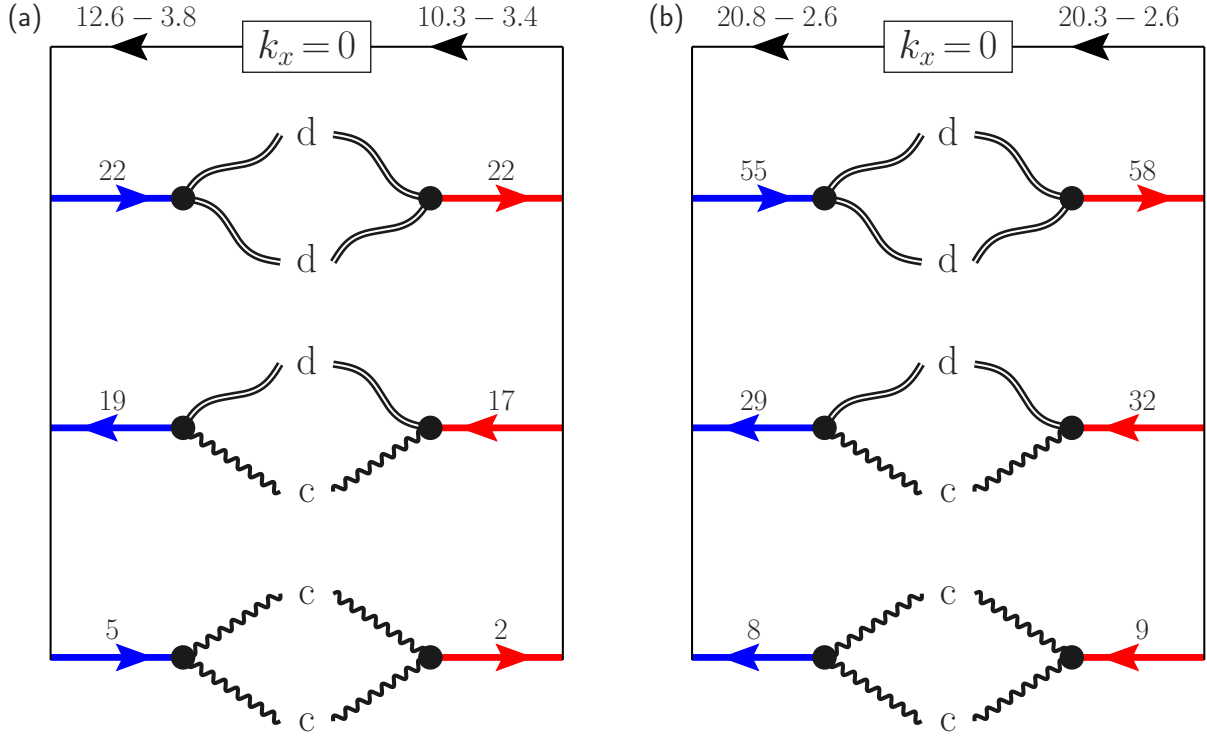 (a)
12.6 − 3.8
10.3 − 3.4
k_x = 0
d
22
22
d
d
19
17
c
c
5
2
c
(b)
20.8 − 2.6
20.3 − 2.6
k_x = 0
d
55
58
d
d
29
32
c
c
8
9
c